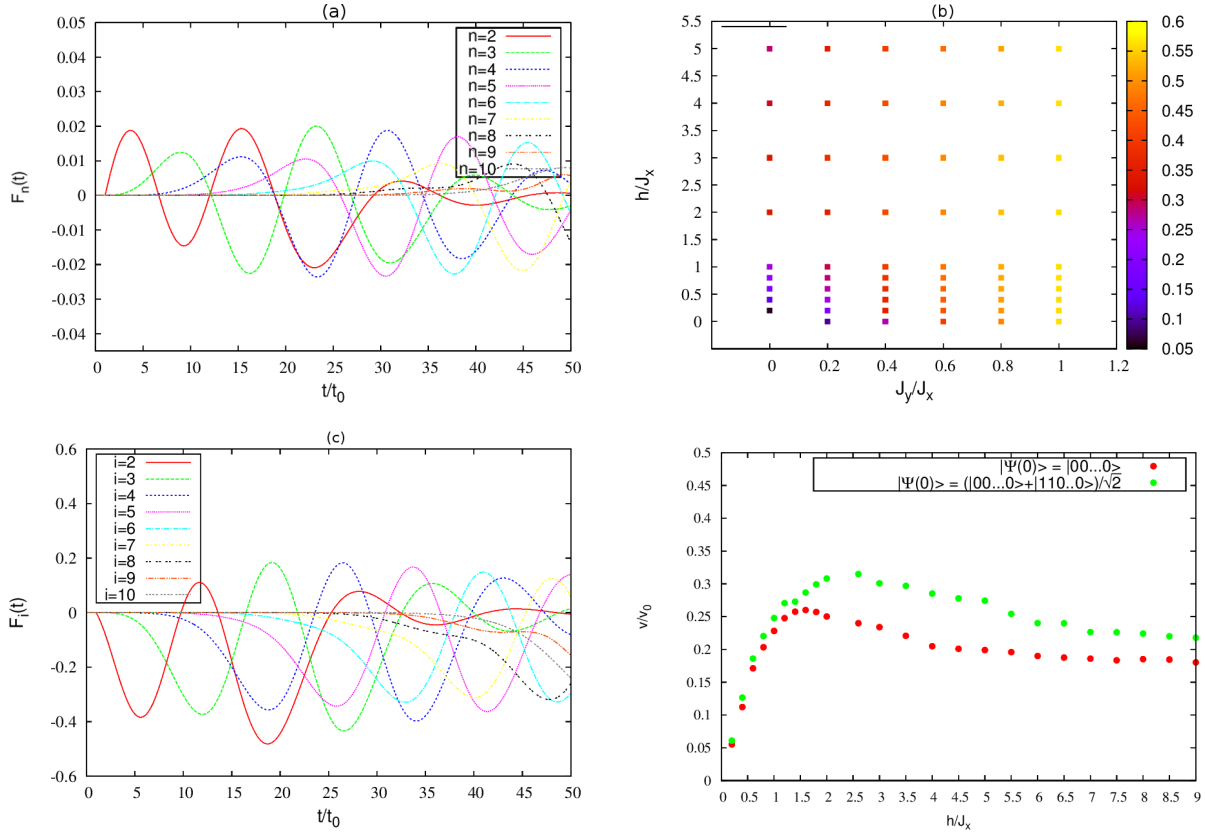 (a)
0.05
0.04
0.03
0.02
0.01
0
-0.01
-0.02
-0.03
-0.04
F_n(t)
n=2
n=3
n=4
n=5
n=6
n=7
n=8
n=9
n=10
0 5 10 15 20 25 30 35 40 45 50
t/t_0
(b)
5.5
5
4
3
2
1
0.5
0
h/J_x
0 0.2 0.4 0.6 0.8 1 1.2
J_y/J_x
0.6
0.55
0.5
0.45
0.4
0.35
0.3
0.25
0.2
0.15
0.1
0.05
(c)
0.6
0.4
0.2
0
-0.2
-0.4
-0.6
F_i(t)
i=2
i=3
i=4
i=5
i=6
i=7
i=8
i=9
i=10
0 5 10 15 20 25 30 35 40 45 50
t/t_0
0.5
0.45
0.4
0.35
0.3
0.25
0.2
0.15
0.1
0.05
0
v/v_0
|Ψ(0)> = |00...0>
|Ψ(0)> = (|00...0>+|110..0>)/√2
0 0.5 1 1.5 2 2.5 3 3.5 4 4.5 5 5.5 6 6.5 7 7.5 8 8.5 9
h/J_x